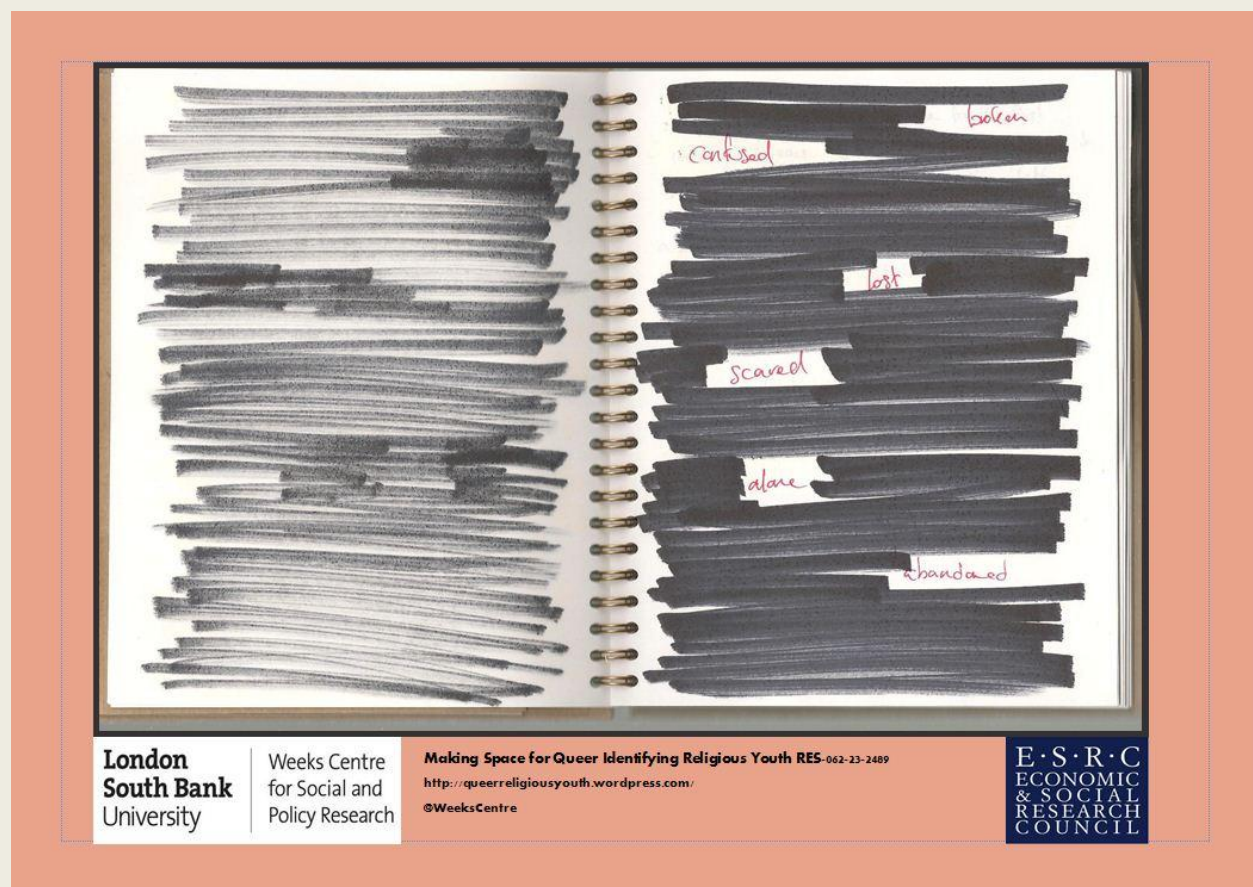 broken
confused
lost
scared
alone
abandoned
London
South Bank
University
Weeks Centre
for Social and
Policy Research
Making Space for Queer Identifying Religious Youth RES-062-23-2489
http://queerreligiousyouth.wordpress.com/
@WeeksCentre
E·S·R·C
ECONOMIC
& SOCIAL
RESEARCH
COUNCIL